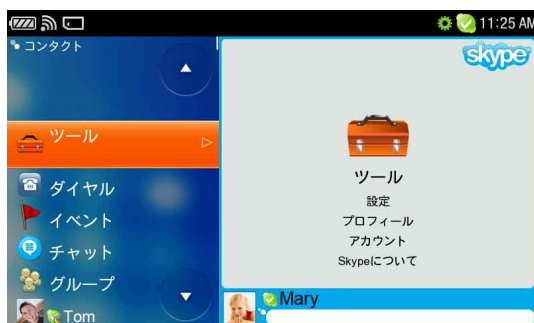 11:25 AM
コンタクト
skype
ツール
ダイヤル
イベント
チャット
グループ
Tom
ツール
設定
プロフィール
アカウント
Skypeについて
Mary